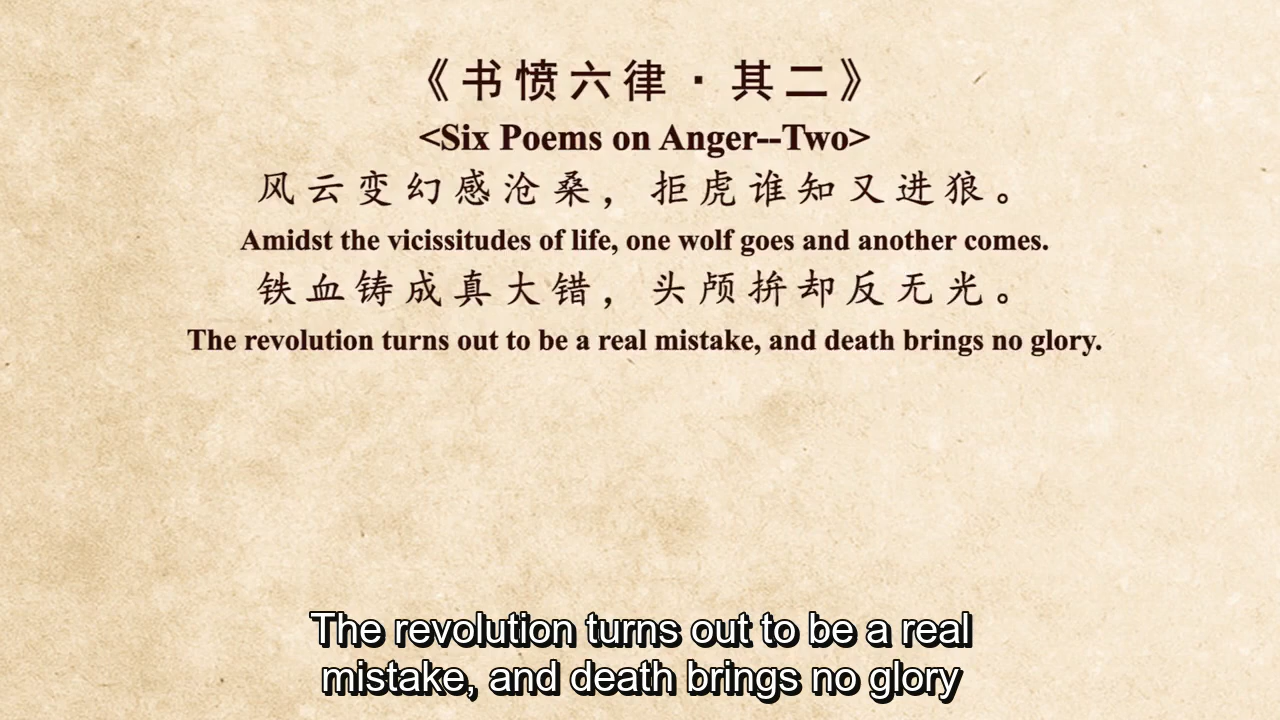 《书愤六律·其二》
<Six Poems on Anger--Two>
风云变幻感沧桑，拒虎谁知又进狼。
Amidst the vicissitudes of life, one wolf goes and another comes.
铁血铸成真大错，头颅拚却反无光。
The revolution turns out to be a real mistake, and death brings no glory.
The revolution turns out to be a real
mistake, and death brings no glory